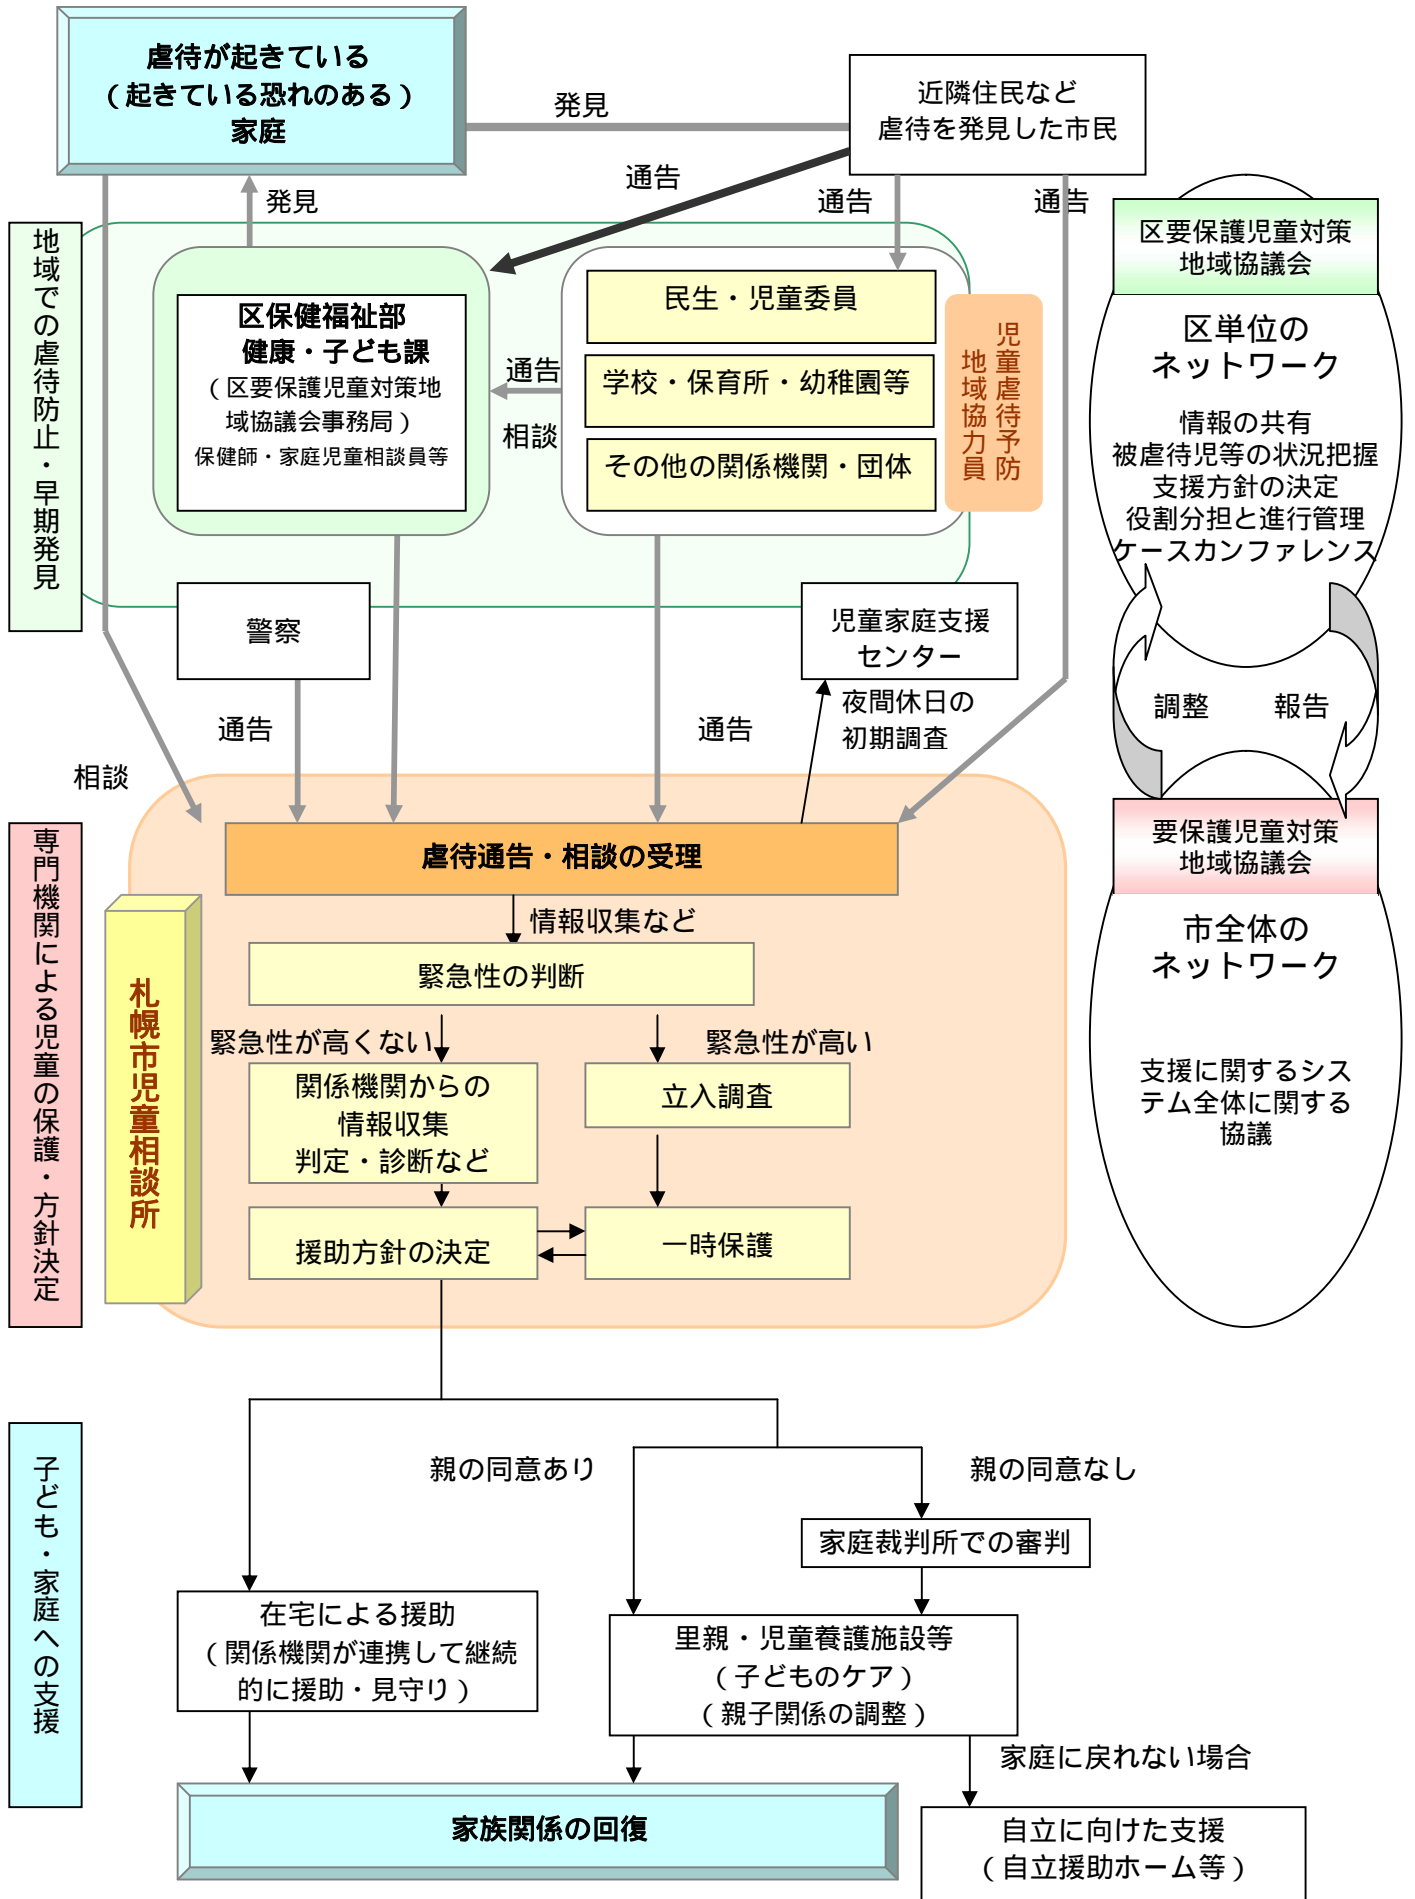 虐待が起きている
（起きている恐れのある）
家庭
発見
近隣住民など
虐待を発見した市民
通告
通告
通告
発見
地域での虐待防止・早期発見
区保健福祉部
健康・子ども課
（区要保護児童対策地
域協議会事務局）
保健師・家庭児童相談員等
通告
相談
民生・児童委員
学校・保育所・幼稚園等
その他の関係機関・団体
児童虐待予防
地域協力員
区要保護児童対策
地域協議会
区単位の
ネットワーク
情報の共有
被虐待児等の状況把握
支援方針の決定
役割分担と進行管理
ケースカンファレンス
警察
児童家庭支援
センター
夜間休日の
初期調査
通告
通告
相談
調整
報告
専門機関による児童の保護・方針決定
札幌市児童相談所
虐待通告・相談の受理
情報収集など
緊急性の判断
緊急性が高くない
緊急性が高い
関係機関からの
情報収集
判定・診断など
立入調査
援助方針の決定
一時保護
要保護児童対策
地域協議会
市全体の
ネットワーク
支援に関するシス
テム全体に関する
協議
子ども・家庭への支援
親の同意あり
親の同意なし
家庭裁判所での審判
在宅による援助
（関係機関が連携して継続
的に援助・見守り）
里親・児童養護施設等
（子どものケア）
（親子関係の調整）
家庭に戻れない場合
家族関係の回復
自立に向けた支援
（自立援助ホーム等）